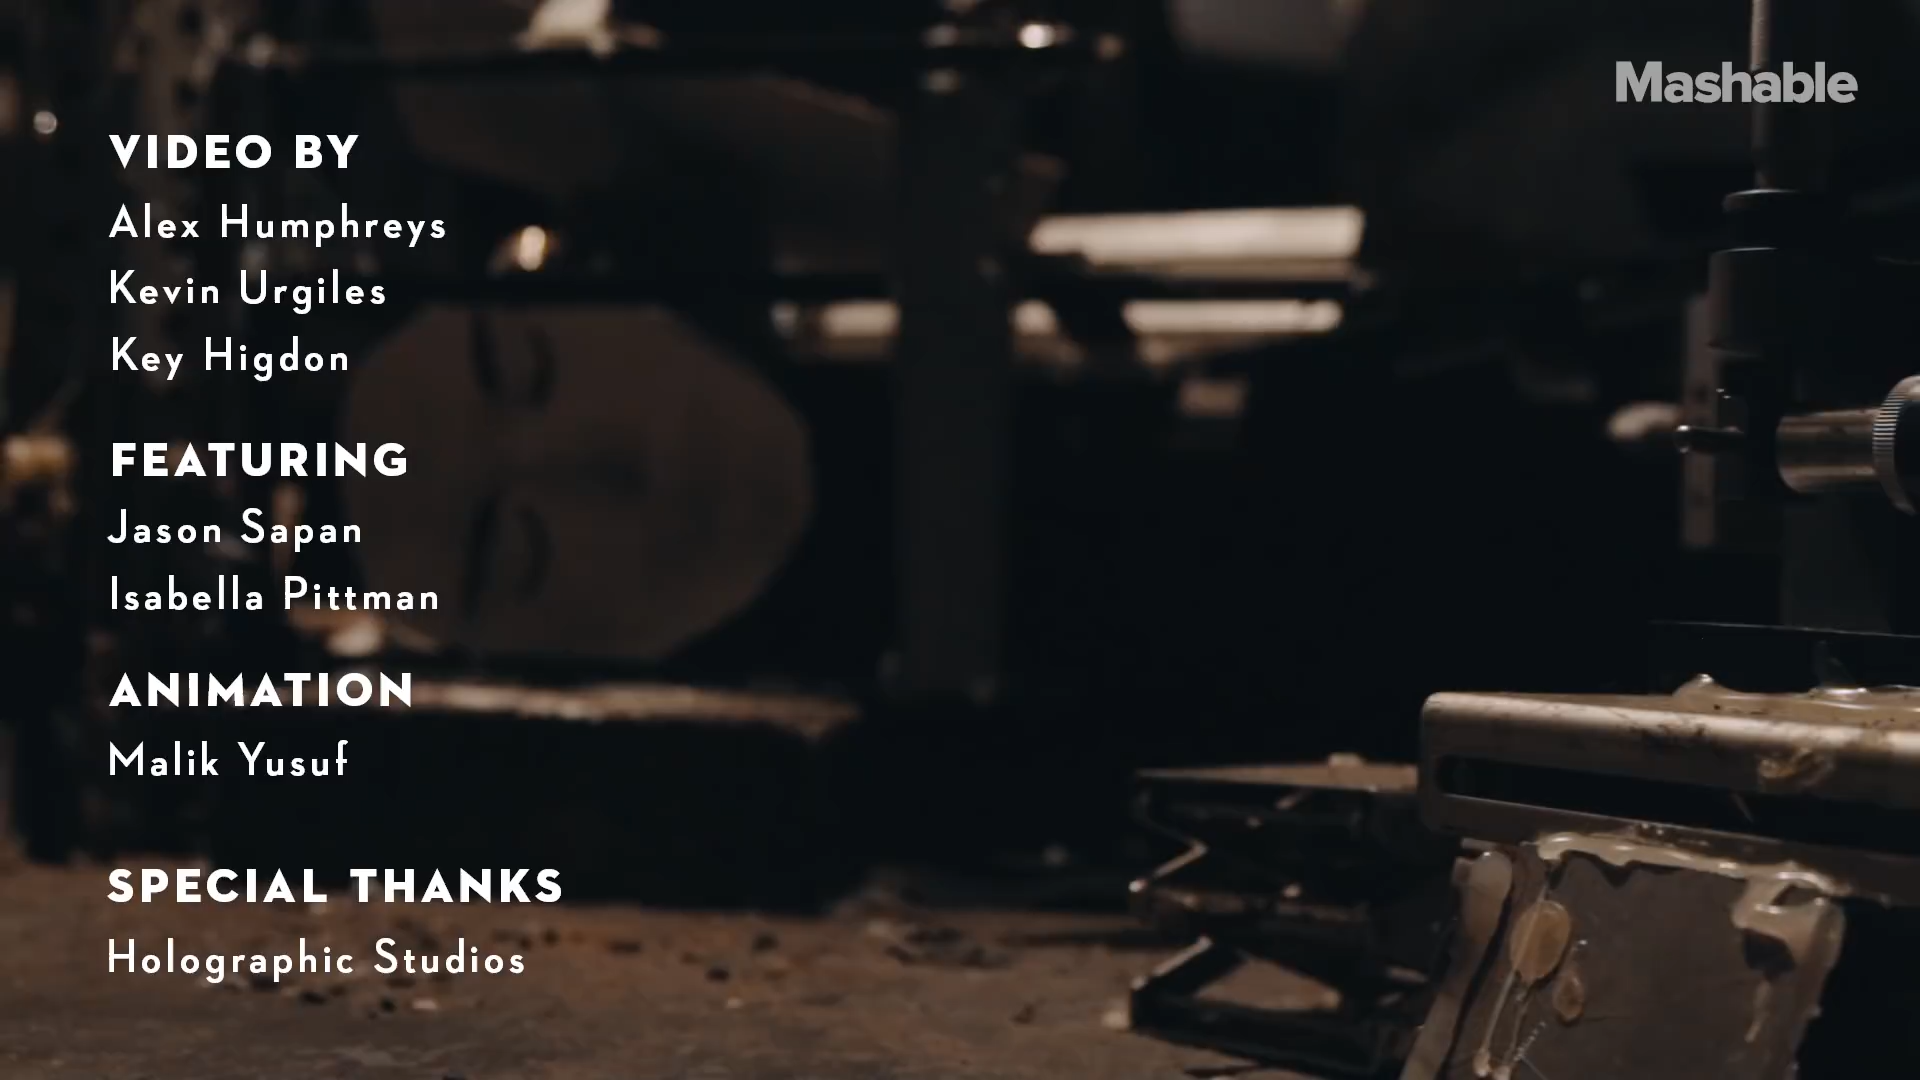 Mashable
VIDEO BY
Alex Humphreys
Kevin Urgiles
Key Higdon
FEATURING
Jason Sapan
Isabella Pittman
ANIMATION
Malik Yusuf
SPECIAL THANKS
Holographic Studios